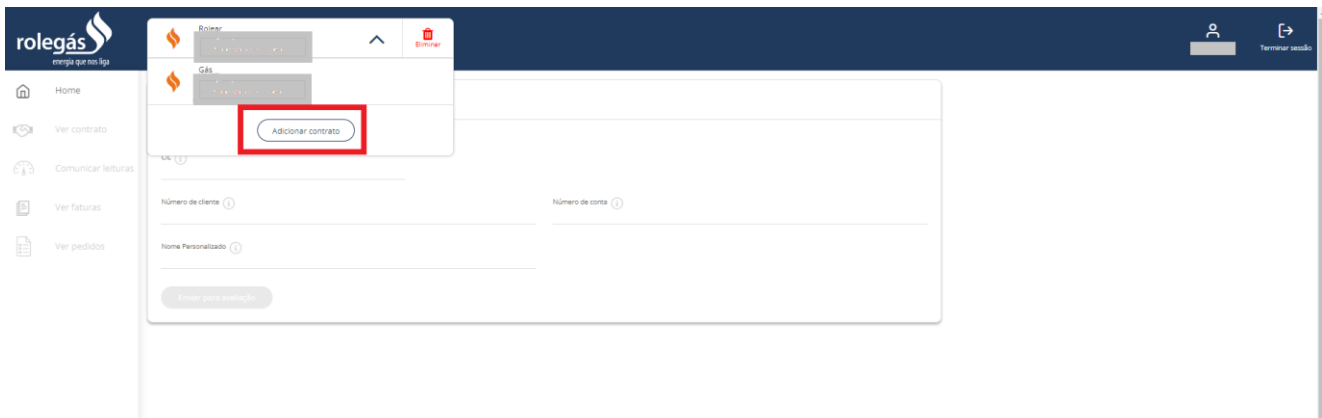 rolegás
energia que nos liga
Rolear
Eliminar
Terminar sessão
Gás
Adicionar contrato
Home
Ver contrato
Comunicar leituras
Ver faturas
Ver pedidos
Número de cliente
Número de conta
Nome Personalizado
Enviar para avaliação